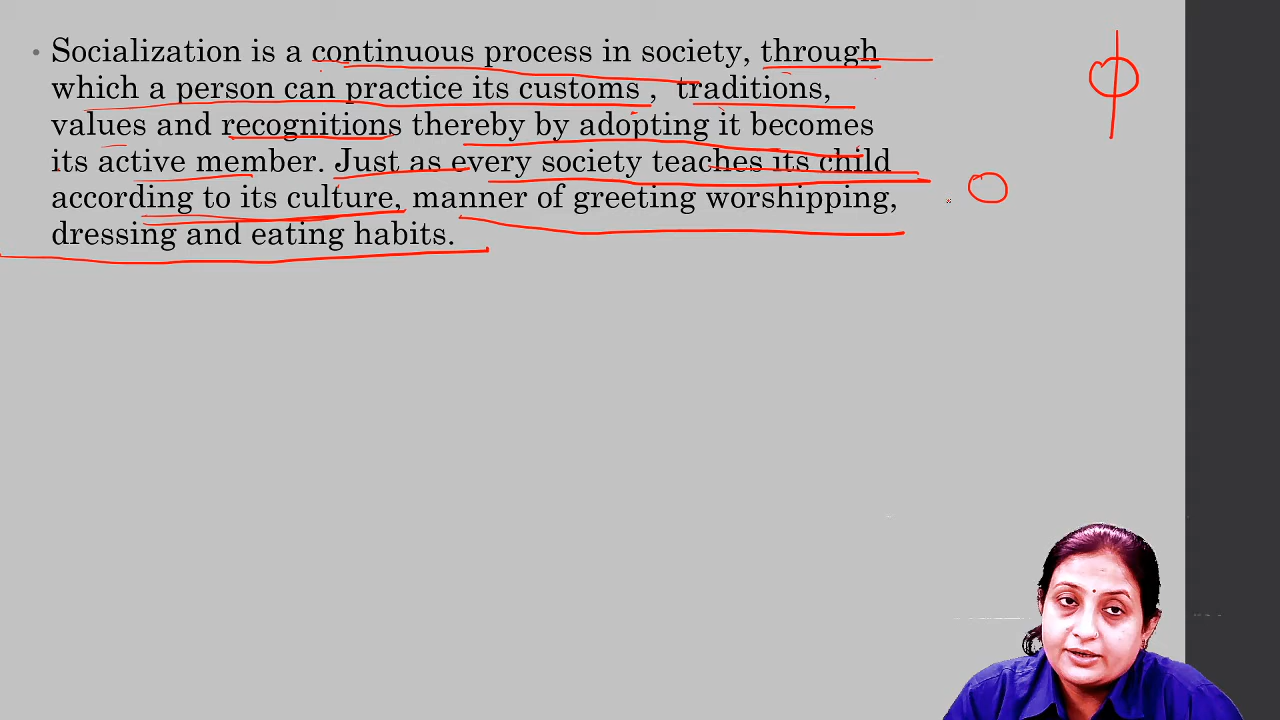 • Socialization is a continuous process in society, through
which a person can practice its customs , traditions,
values and recognitions thereby by adopting it becomes
its active member. Just as every society teaches its child
according to its culture, manner of greeting worshipping,
dressing and eating habits.